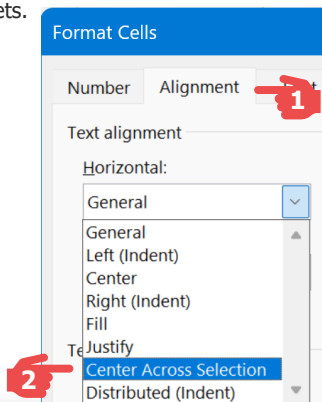 ets.
Format Cells
Number Alignment
1
Text alignment
Horizontal:
General
General
Left (Indent)
Center
Right (Indent)
Fill
Justify
Center Across Selection
2
Distributed (Indent)